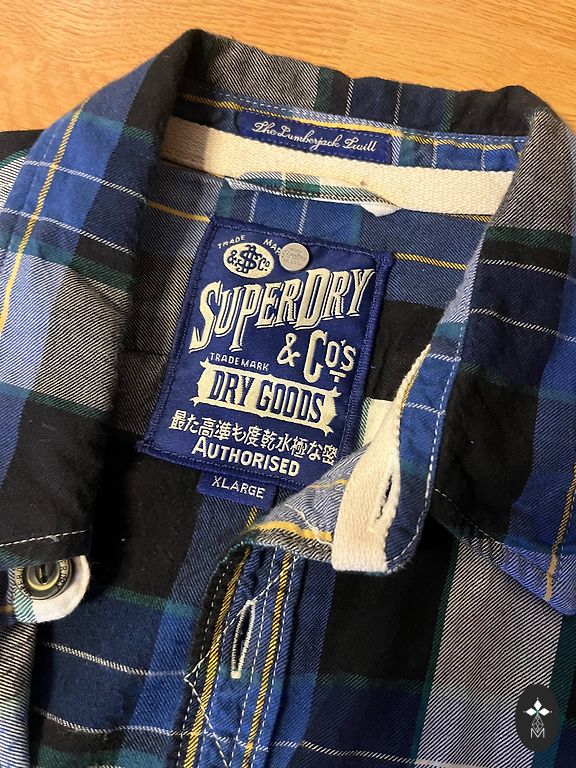 The Lumberjack Twill
TRADE MARK
S & Co
SUPERDRY
& Co's
TRADEMARK
DRY GOODS
最た高準も度乾水極な密
AUTHORISED
XLARGE
M